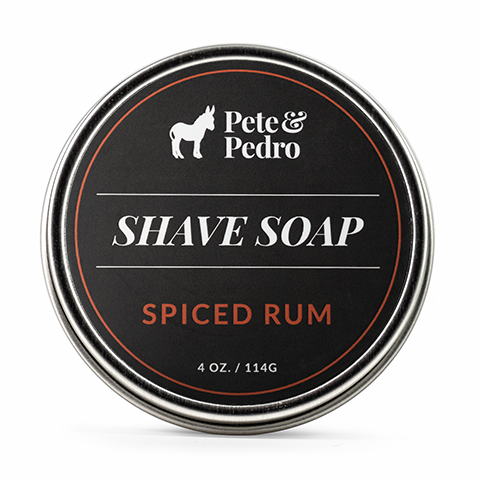 Pete &
Pedro
SHAVE SOAP
SPICED RUM
4 OZ. / 114G